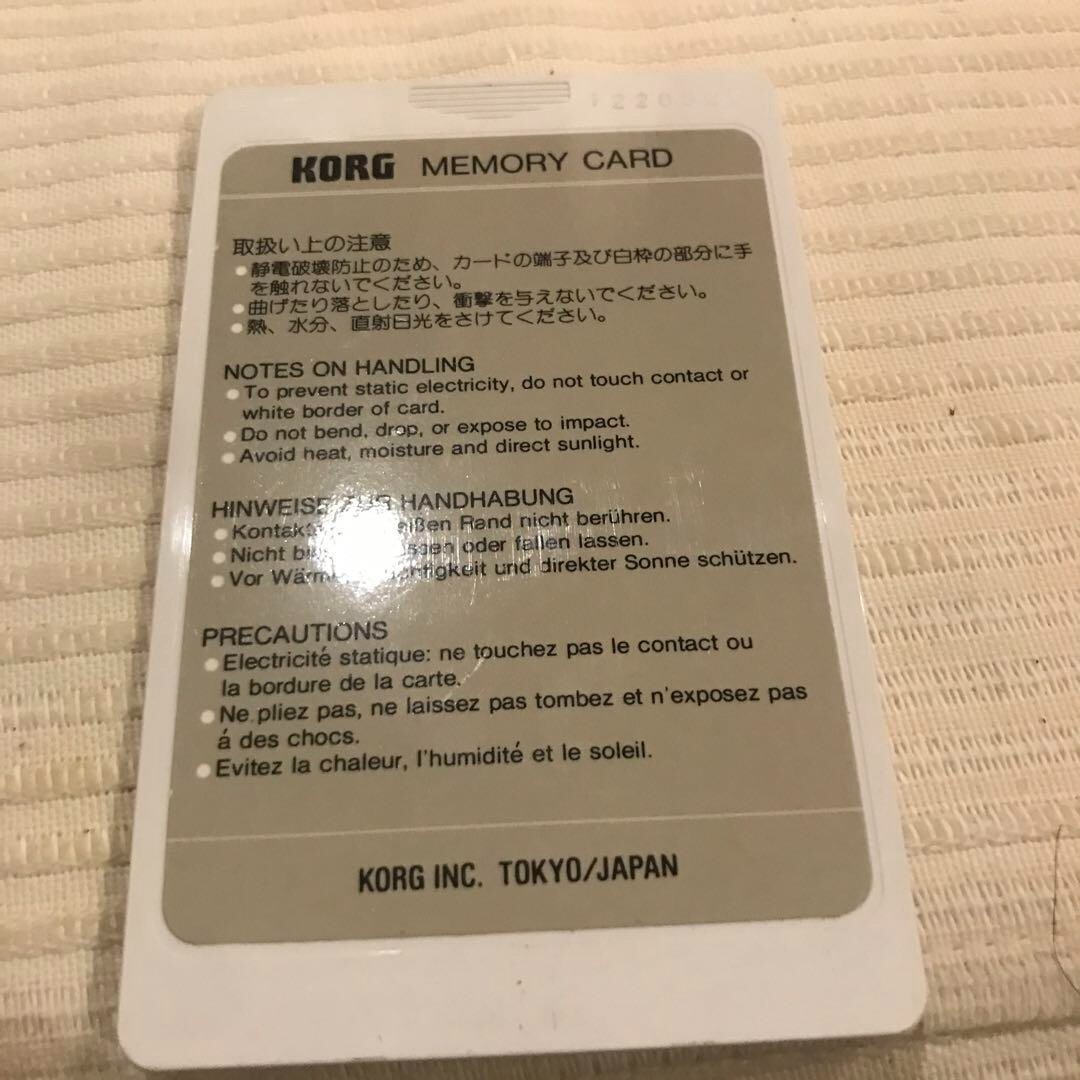 KORG MEMORY CARD
取扱い上の注意
●静電破壊防止のため、カードの端子及び白枠の部分に手
を触れないでください。
●曲げたり落としたり、衝撃を与えないでください。
●熱、水分、直射日光をさけてください。
NOTES ON HANDLING
●To prevent static electricity, do not touch contact or
white border of card.
●Do not bend, drop, or expose to impact.
●Avoid heat, moisture and direct sunlight.
HINWEISE ZUR HANDHABUNG
●Rand nicht berühren.
●Nicht oder fallen lassen.
●Vor und direkter Sonne schützen.
PRECAUTIONS
●Electricité statique: ne touchez pas le contact ou
la bordure de la carte.
●Ne pliez pas, ne laissez pas tombez et n'exposez pas
á des chocs.
●Evitez la chaleur, l'humidité et le soleil.
KORG INC. TOKYO/JAPAN